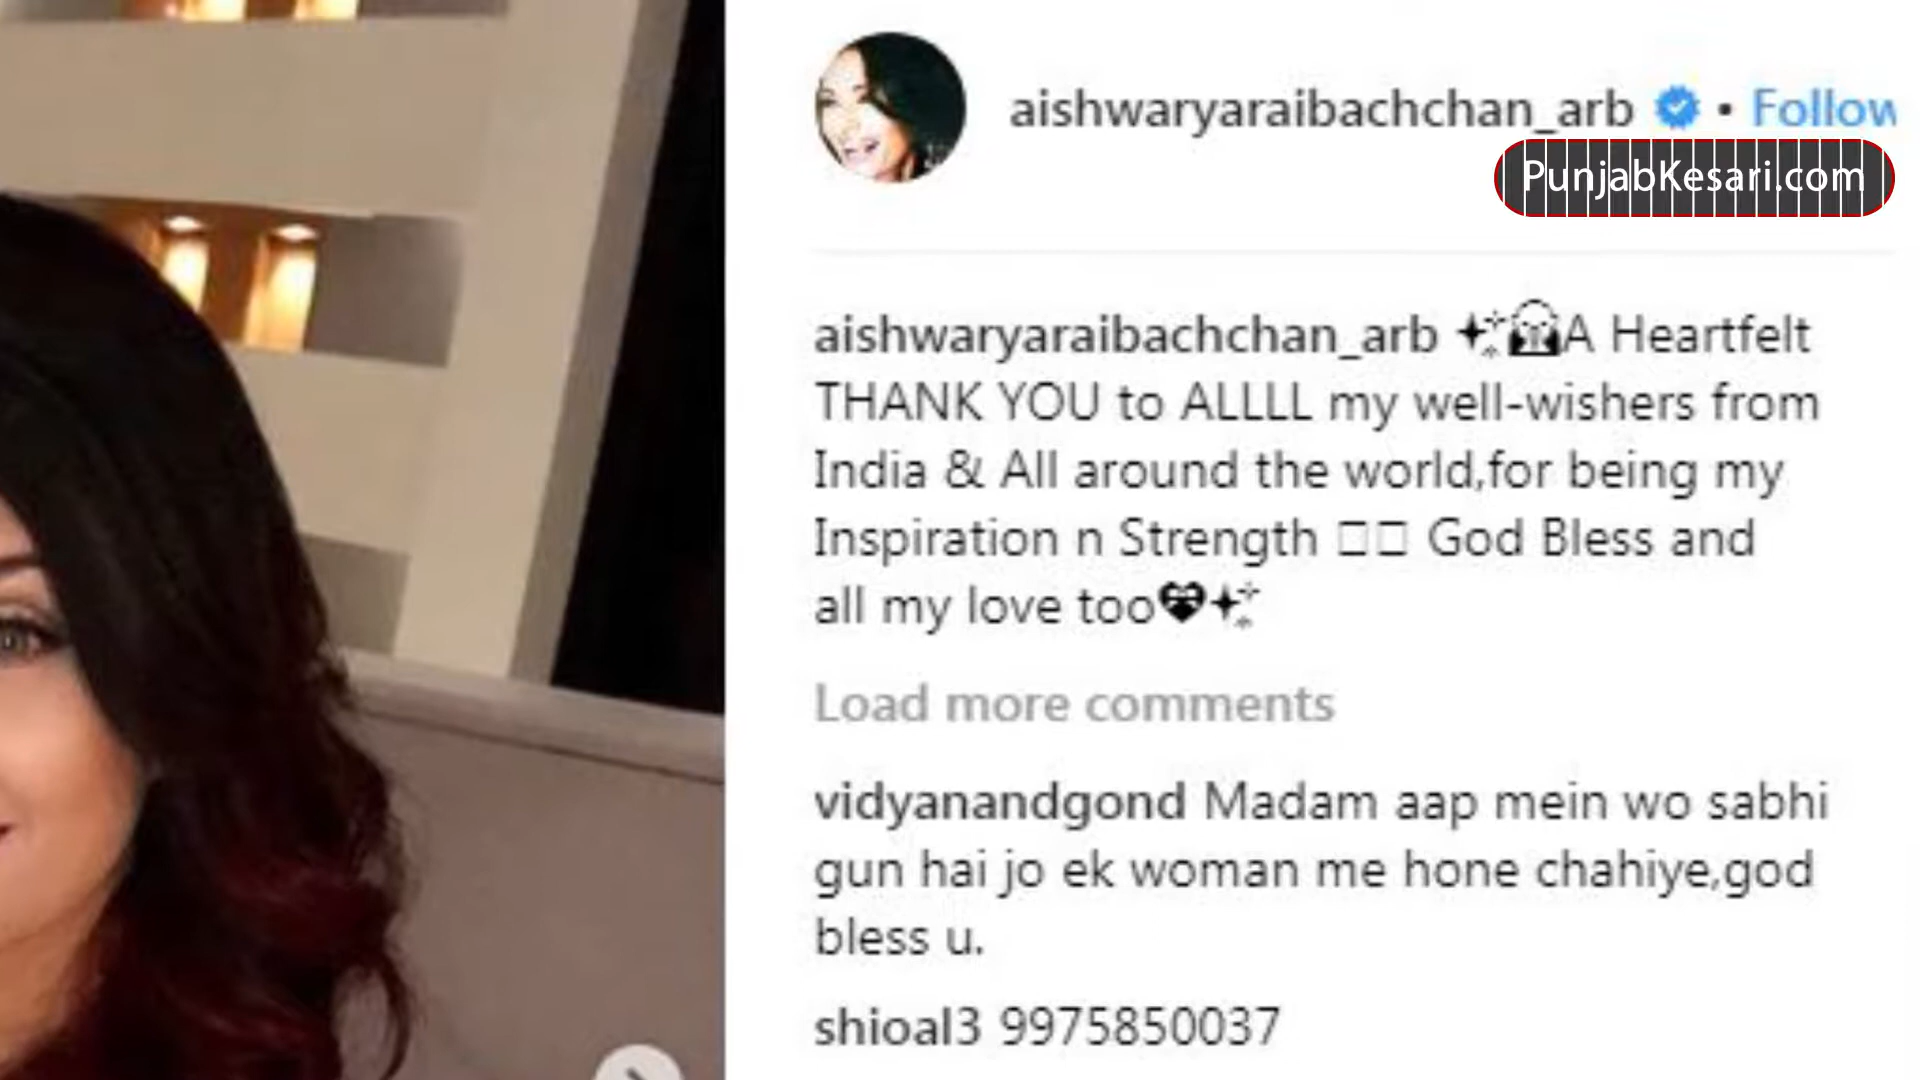 aishwaryaraibachchan_arb • Follow
PunjabKesari.com
aishwaryaraibachchan_arb ✨🙏A Heartfelt
THANK YOU to ALLLL my well-wishers from
India & All around the world,for being my
Inspiration n Strength □□ God Bless and
all my love too💝✨
Load more comments
vidyanandgond Madam aap mein wo sabhi
gun hai jo ek woman me hone chahiye,god
bless u.
shioal3 9975850037